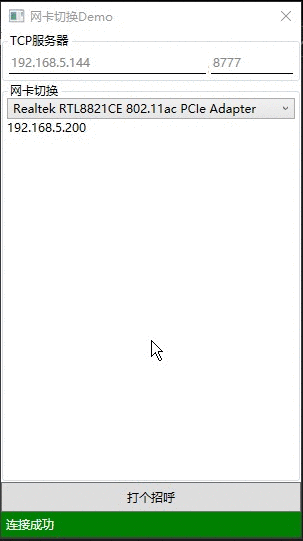 网卡切换Demo
TCP服务器
192.168.5.144 : 8777
网卡切换
Realtek RTL8821CE 802.11ac PCIe Adapter
192.168.5.200
打个招呼
连接成功